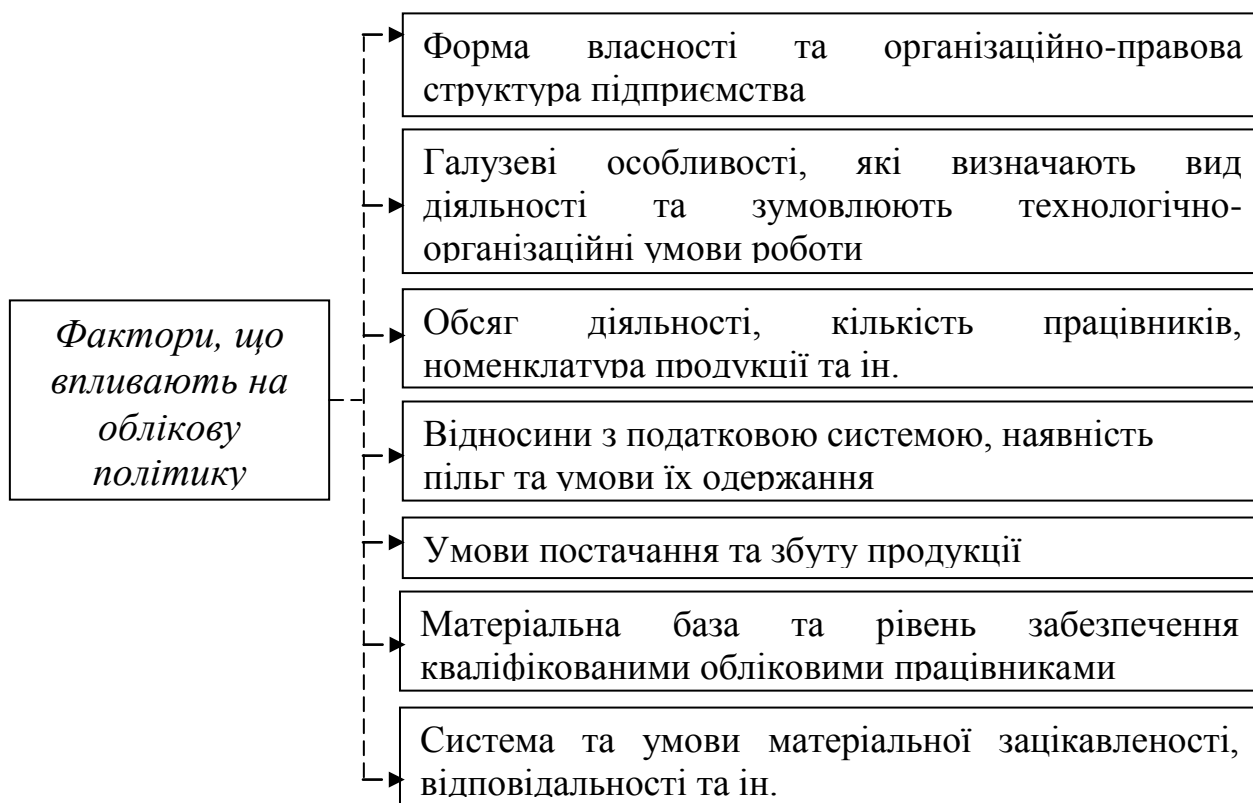 Форма власності та організаційно-правова
структура підприємства
Галузеві особливості, які визначають вид
діяльності та зумовлюють технологічно-
організаційні умови роботи
Фактори, що
впливають на
облікову
політику
Обсяг діяльності, кількість працівників,
номенклатура продукції та ін.
Відносини з податковою системою, наявність
пільг та умови їх одержання
Умови постачання та збуту продукції
Матеріальна база та рівень забезпечення
кваліфікованими обліковими працівниками
Система та умови матеріальної зацікавленості,
відповідальності та ін.